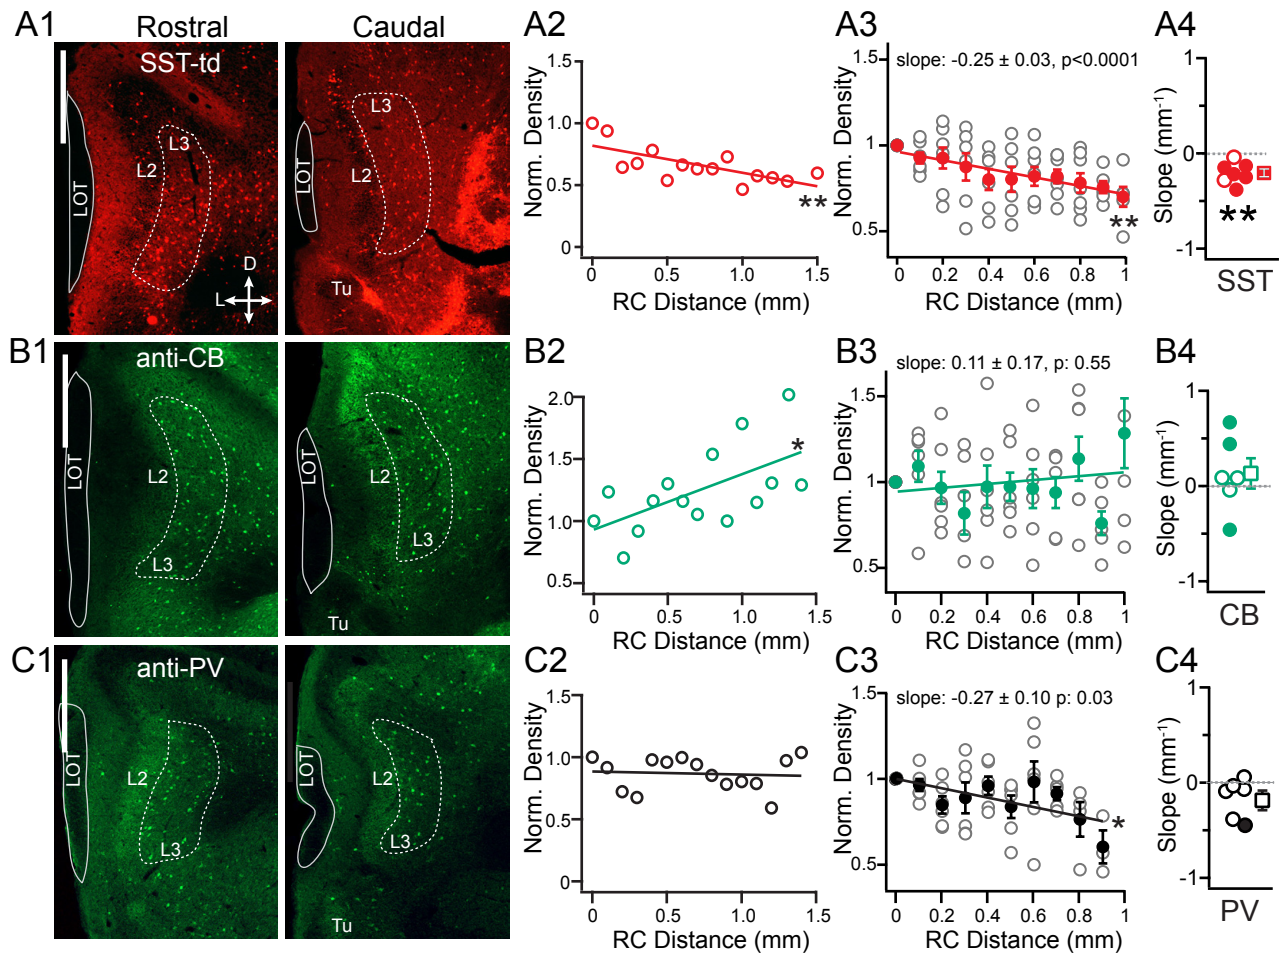 A1
Rostral
Caudal
SST-td
L3
L2
LOT
D
L
L3
L2
LOT
Tu
A2
Norm. Density
1.5
1.0
0.5
0
0
0.5
1.0
1.5
RC Distance (mm)
**
A3
slope: -0.25 ± 0.03, p<0.0001
Norm. Density
1.5
1
0.5
0
0.2
0.4
0.6
0.8
1
RC Distance (mm)
**
A4
Slope (mm-1)
1
0
-1
**
SST
B1
anti-CB
LOT
L2
L3
LOT
L2
L3
Tu
B2
Norm. Density
2.0
1.5
1.0
0.5
0
0.5
1.0
1.5
RC Distance (mm)
*
B3
slope: 0.11 ± 0.17, p: 0.55
Norm. Density
1.5
1
0.5
0
0.2
0.4
0.6
0.8
1
RC Distance (mm)
B4
Slope (mm-1)
1
0
-1
CB
C1
anti-PV
LOT
L2
L3
LOT
L2
L3
Tu
C2
Norm. Density
1.5
1.0
0.5
0
0
0.5
1.0
1.5
RC Distance (mm)
C3
slope: -0.27 ± 0.10 p: 0.03
Norm. Density
1.5
1
0.5
0
0.2
0.4
0.6
0.8
1
RC Distance (mm)
*
C4
Slope (mm-1)
1
0
-1
PV